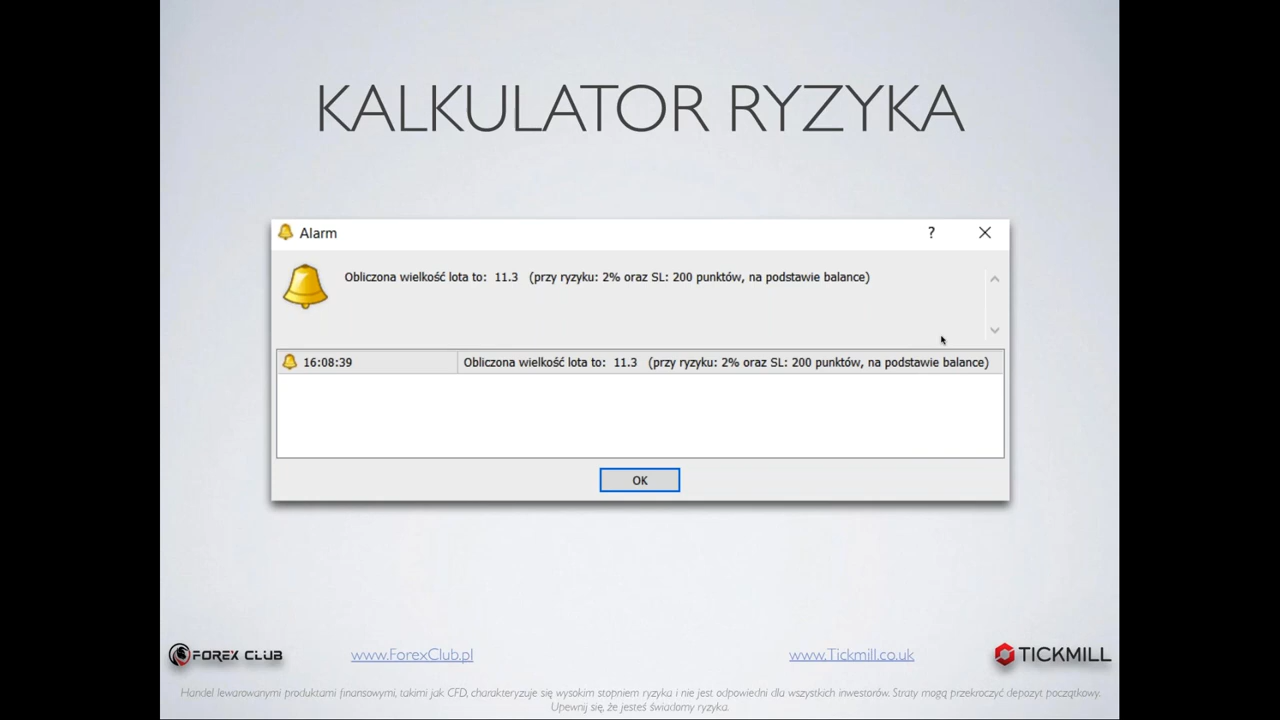 KALKULATOR RYZYKA
Alarm
?
Obliczona wielkość lota to: 11.3 (przy ryzyku: 2% oraz SL: 200 punktów, na podstawie balance)
16:08:39 Obliczona wielkość lota to: 11.3 (przy ryzyku: 2% oraz SL: 200 punktów, na podstawie balance)
OK
FOREX CLUB www.ForexClub.pl www.Tickmill.co.uk TICKMILL
Handel lewarowanymi produktami finansowymi, takimi jak CFD, charakteryzuje się wysokim stopniem ryzyka i nie jest odpowiedni dla wszystkich inwestorów. Straty mogą przekroczyć depozyt początkowy.
Upewnij się, że jesteś świadomy ryzyka.